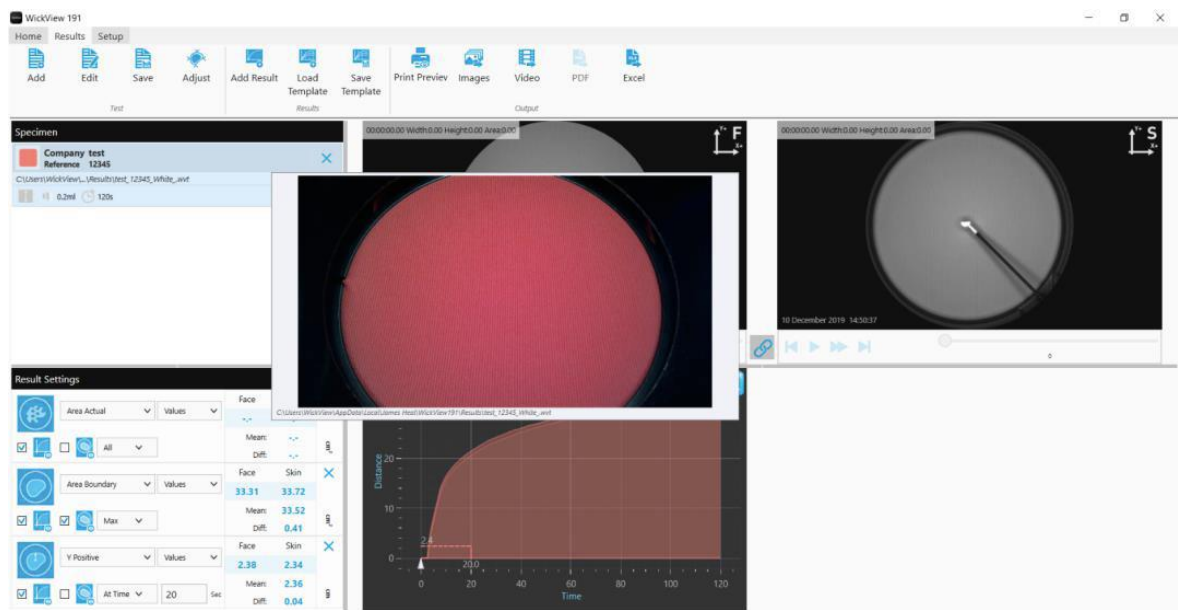 WickView 191
Home Results Setup
Add Edit Save Adjust Add Result Load Template Save Template Print Previev Images Video PDF Excel
Test Results Output
Specimen
Company test
Reference 12345
C:\Users\WickView\...\Results\test_12345_White_.wvt
0.2ml 120s
00:00:00.00 Width:0.00 Height:0.00 Area:0.00
F
Y+
X+
00:00:00.00 Width:0.00 Height:0.00 Area:0.00
S
Y+
X+
10 December 2019 14:50:37
0
C:\Users\WickView\AppData\Local\James Heal\WickView191\Results\test_12345_White_.wvt
Result Settings
Face
Area Actual Values
-.- -.-
Mean: -.-
All
Diff: -.-
cm²
Face Skin
Area Boundary Values
33.31 33.72
Mean: 33.52
Max
Diff: 0.41
cm²
Face Skin
Y Positive Values
2.38 2.34
Mean: 2.36
At Time 20 Sec
Diff: 0.04
cm
Distance
20
10
0
2.4
20.0
0 20 40 60 80 100 120
Time